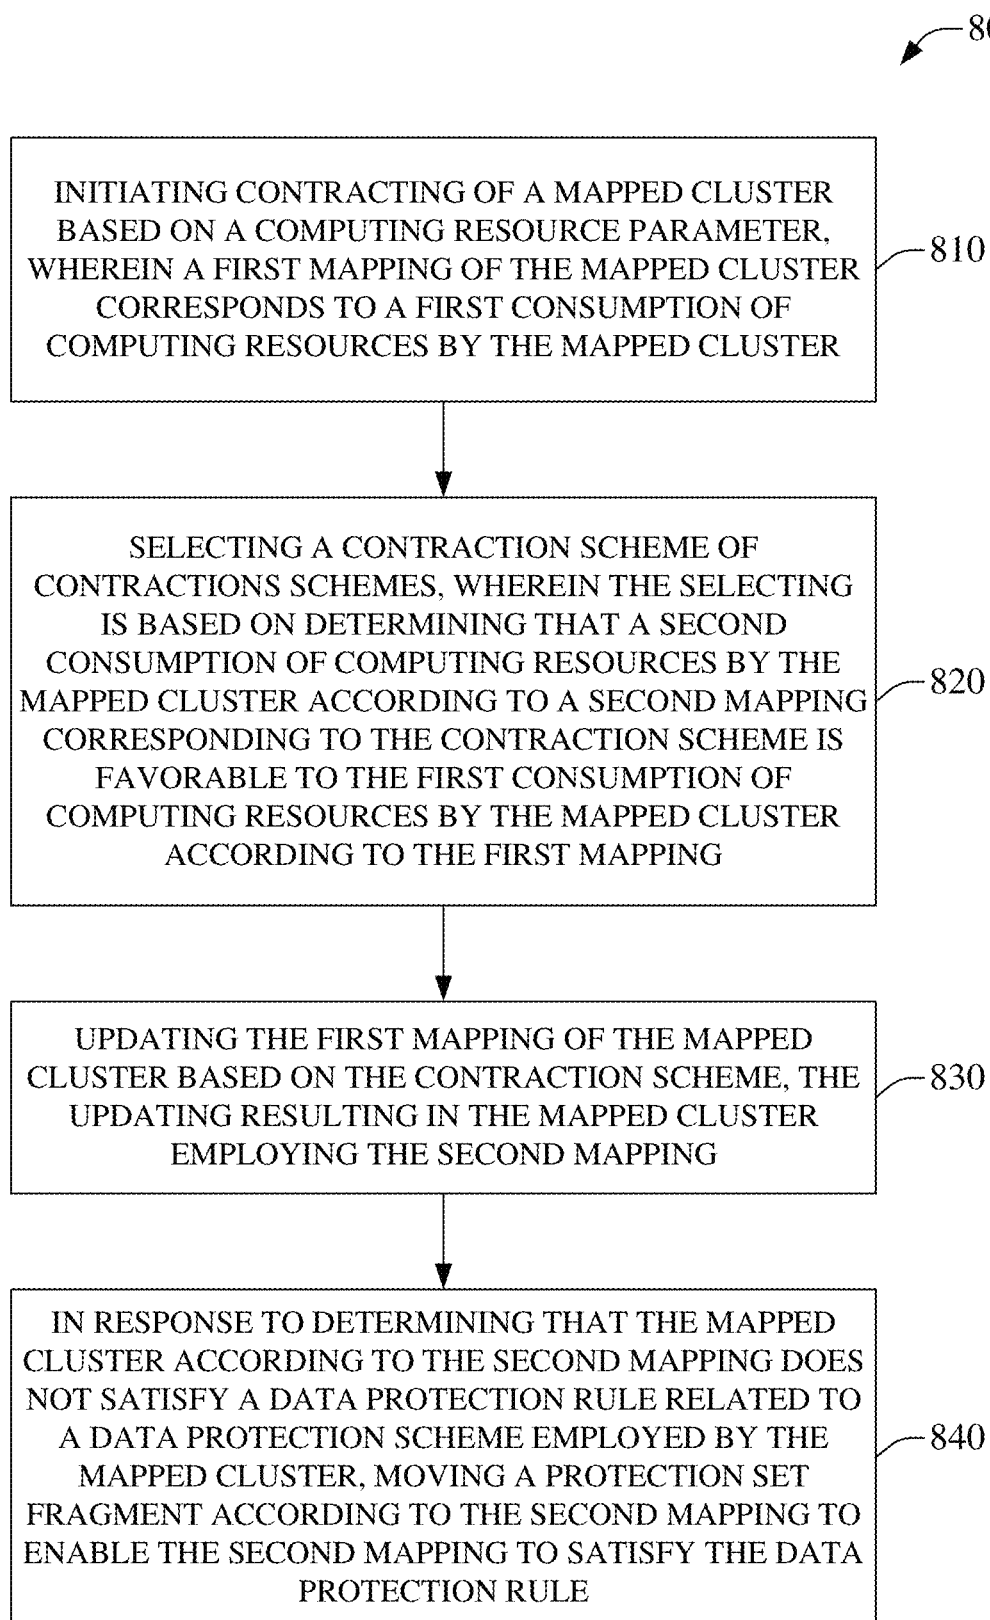 INITIATING CONTRACTING OF A MAPPED CLUSTER
BASED ON A COMPUTING RESOURCE PARAMETER,
WHEREIN A FIRST MAPPING OF THE MAPPED CLUSTER
CORRESPONDS TO A FIRST CONSUMPTION OF
COMPUTING RESOURCES BY THE MAPPED CLUSTER
810
SELECTING A CONTRACTION SCHEME OF
CONTRACTIONS SCHEMES, WHEREIN THE SELECTING
IS BASED ON DETERMINING THAT A SECOND
CONSUMPTION OF COMPUTING RESOURCES BY THE
MAPPED CLUSTER ACCORDING TO A SECOND MAPPING
CORRESPONDING TO THE CONTRACTION SCHEME IS
FAVORABLE TO THE FIRST CONSUMPTION OF
COMPUTING RESOURCES BY THE MAPPED CLUSTER
ACCORDING TO THE FIRST MAPPING
820
UPDATING THE FIRST MAPPING OF THE MAPPED
CLUSTER BASED ON THE CONTRACTION SCHEME, THE
UPDATING RESULTING IN THE MAPPED CLUSTER
EMPLOYING THE SECOND MAPPING
830
IN RESPONSE TO DETERMINING THAT THE MAPPED
CLUSTER ACCORDING TO THE SECOND MAPPING DOES
NOT SATISFY A DATA PROTECTION RULE RELATED TO
A DATA PROTECTION SCHEME EMPLOYED BY THE
MAPPED CLUSTER, MOVING A PROTECTION SET
FRAGMENT ACCORDING TO THE SECOND MAPPING TO
ENABLE THE SECOND MAPPING TO SATISFY THE DATA
PROTECTION RULE
840